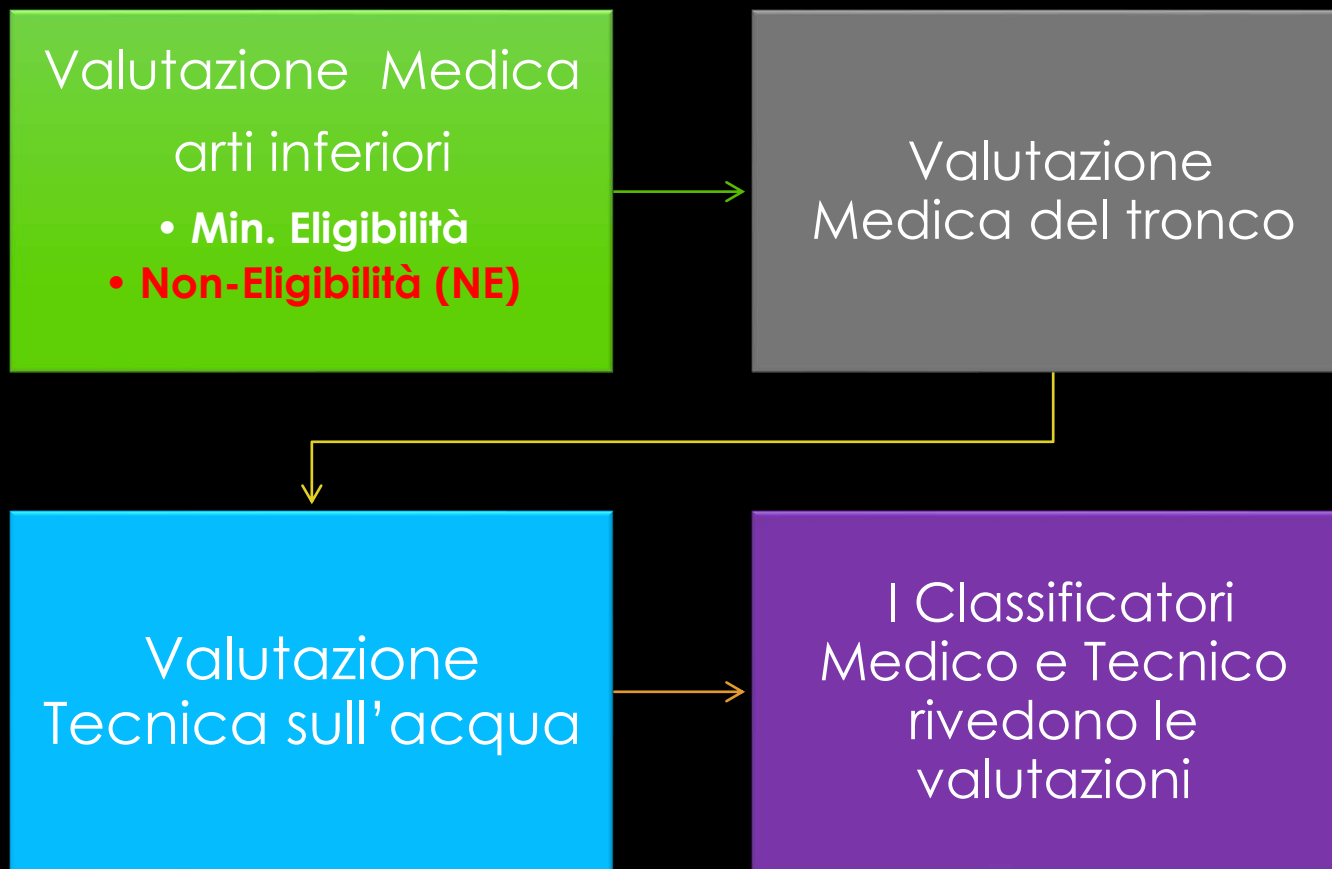 Valutazione Medica
arti inferiori
• Min. Eligibilità
• Non-Eligibilità (NE)
Valutazione
Medica del tronco
Valutazione
Tecnica sull’acqua
I Classificatori
Medico e Tecnico
rivedono le
valutazioni